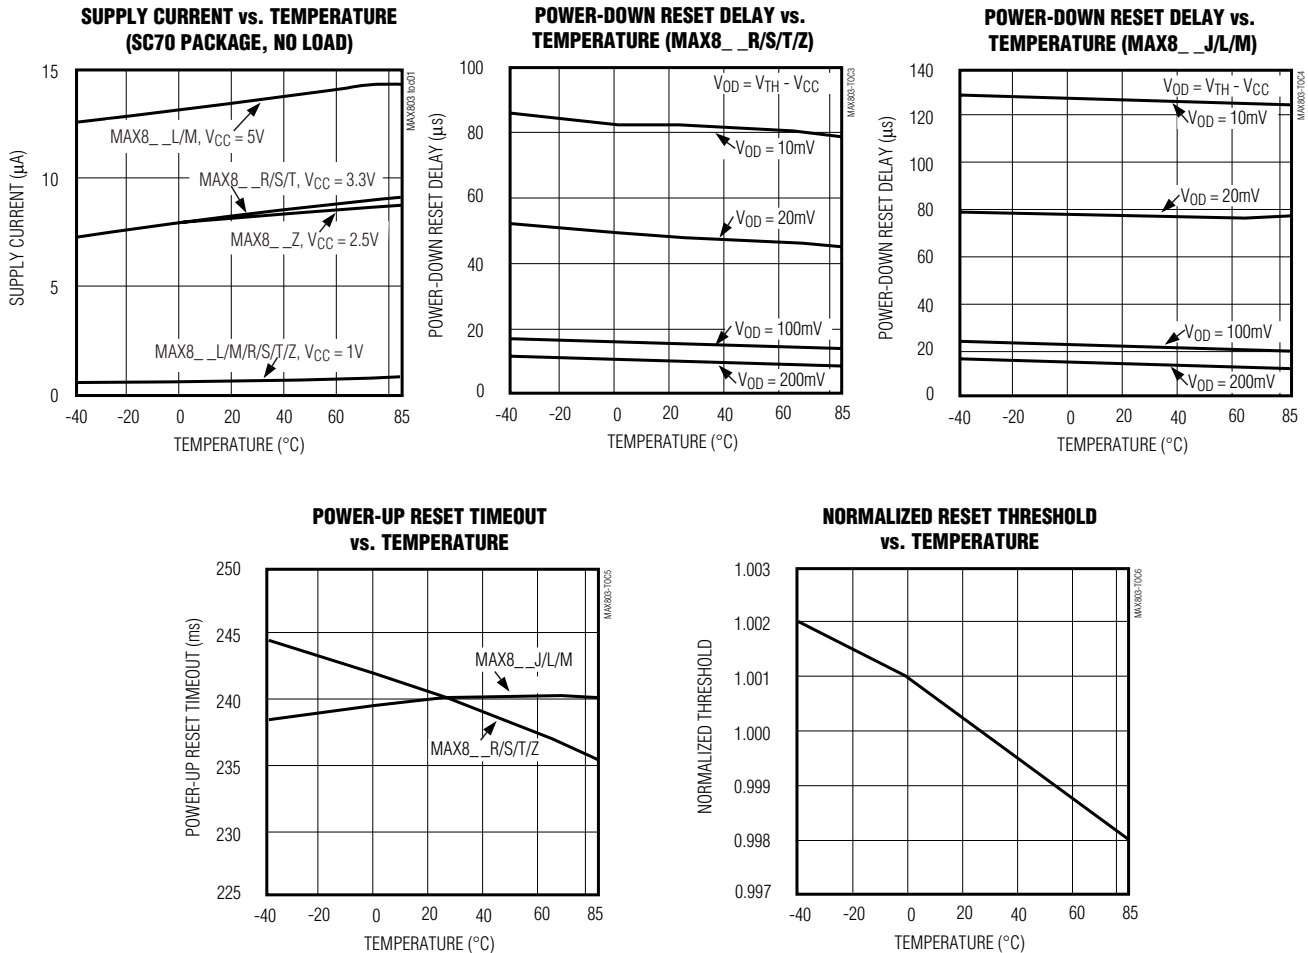 SUPPLY CURRENT vs. TEMPERATURE
(SC70 PACKAGE, NO LOAD)
15
10
5
0
SUPPLY CURRENT (μA)
MAX803 toc01
MAX8_ _L/M, VCC = 5V
MAX8_ _R/S/T, VCC = 3.3V
MAX8_ _Z, VCC = 2.5V
MAX8_ _L/M/R/S/T/Z, VCC = 1V
-40 -20 0 20 40 60 85
TEMPERATURE (°C)
POWER-DOWN RESET DELAY vs.
TEMPERATURE (MAX8_ _R/S/T/Z)
100
80
60
40
20
0
POWER-DOWN RESET DELAY (μs)
MAX803-TOC3
VOD = VTH - VCC
VOD = 10mV
VOD = 20mV
VOD = 100mV
VOD = 200mV
-40 -20 0 20 40 60 85
TEMPERATURE (°C)
POWER-DOWN RESET DELAY vs.
TEMPERATURE (MAX8_ _J/L/M)
140
120
100
80
60
40
20
0
POWER-DOWN RESET DELAY (μs)
MAX803-TOC4
VOD = VTH - VCC
VOD = 10mV
VOD = 20mV
VOD = 100mV
VOD = 200mV
-40 -20 0 20 40 60 85
TEMPERATURE (°C)
POWER-UP RESET TIMEOUT
vs. TEMPERATURE
250
245
240
235
230
225
POWER-UP RESET TIMEOUT (ms)
MAX803-TOC5
MAX8_ _J/L/M
MAX8_ _R/S/T/Z
-40 -20 0 20 40 60 85
TEMPERATURE (°C)
NORMALIZED RESET THRESHOLD
vs. TEMPERATURE
1.003
1.002
1.001
1.000
0.999
0.998
0.997
NORMALIZED THRESHOLD
MAX803-TOC6
-40 -20 0 20 40 60 85
TEMPERATURE (°C)